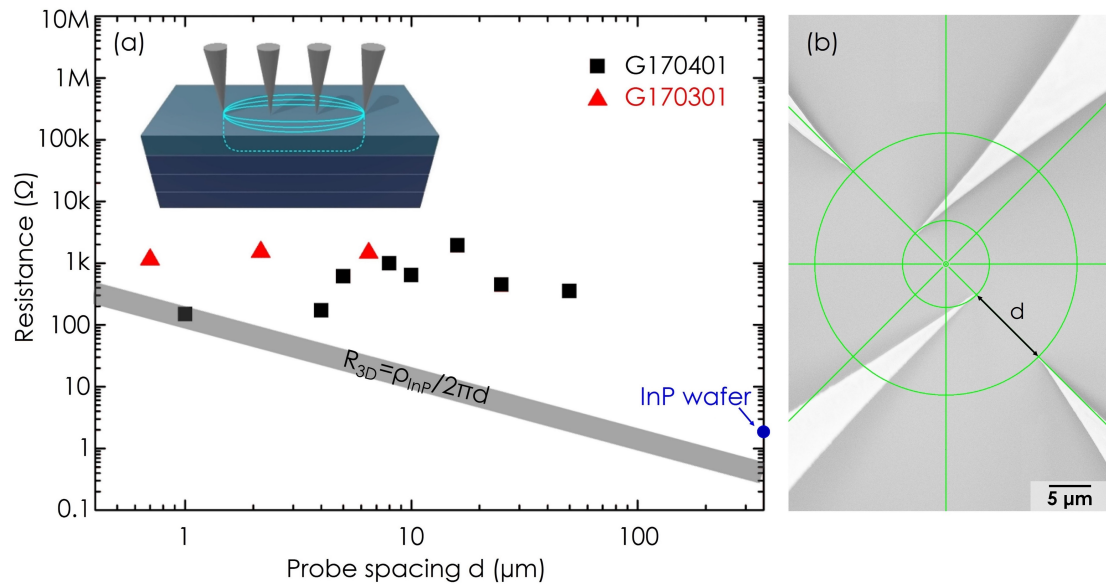 (a)
G170401
G170301
10M
1M
100k
10k
1k
100
10
1
0.1
Resistance (Ω)
R3D=ρInP/2πd
InP wafer
1
10
100
Probe spacing d (μm)
(b)
d
5 μm